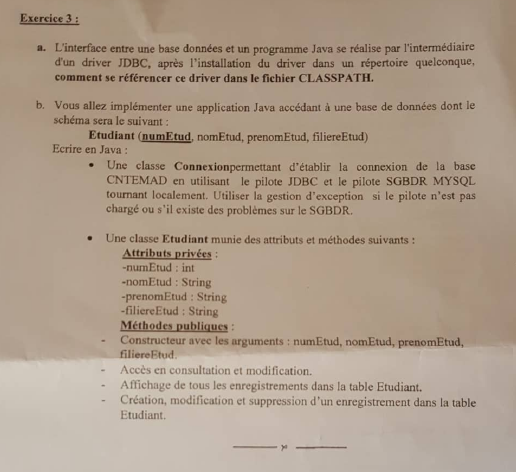 Exercice 3 :
a. L'interface entre une base données et un programme Java se réalise par l'intermédiaire
d'un driver JDBC, après l'installation du driver dans un répertoire quelconque,
comment se référencer ce driver dans le fichier CLASSPATH.
b. Vous allez implémenter une application Java accédant à une base de données dont le
schéma sera le suivant :
Etudiant (numEtud, nomEtud, prenomEtud, filiereEtud)
Ecrire en Java :
• Une classe Connexionpermettant d'établir la connexion de la base
CNTEMAD en utilisant le pilote JDBC et le pilote SGBDR MYSQL
tournant localement. Utiliser la gestion d'exception si le pilote n'est pas
chargé ou s'il existe des problèmes sur le SGBDR.
• Une classe Etudiant munie des attributs et méthodes suivants :
Attributs privées :
-numEtud : int
-nomEtud : String
-prenomEtud : String
-filiereEtud : String
Méthodes publiques :
- Constructeur avec les arguments : numEtud, nomEtud, prenomEtud,
filiereEtud.
- Accès en consultation et modification.
- Affichage de tous les enregistrements dans la table Etudiant.
- Création, modification et suppression d'un enregistrement dans la table
Etudiant.